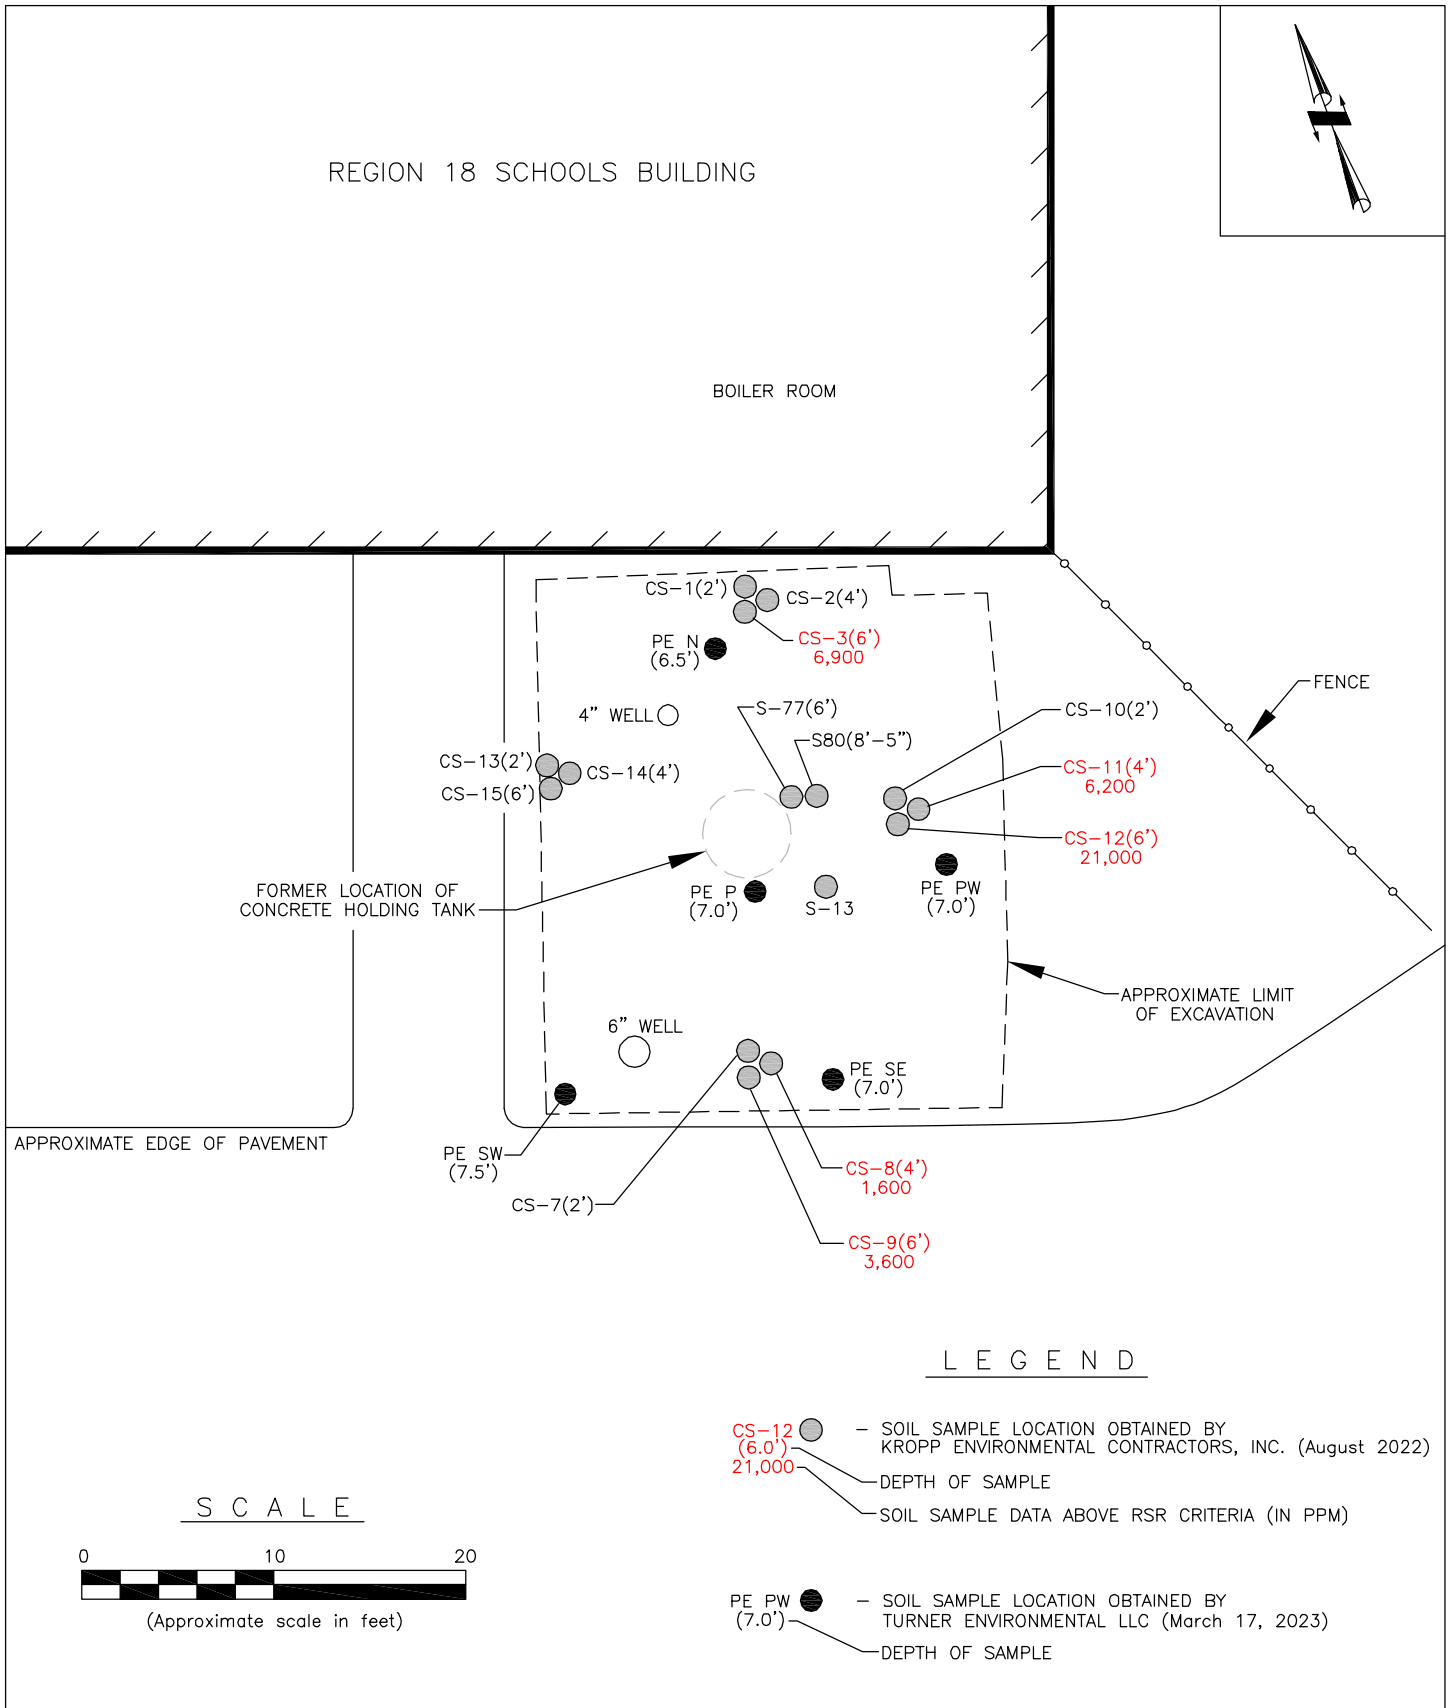 REGION 18 SCHOOLS BUILDING
BOILER ROOM
CS-1(2')
CS-2(4')
CS-3(6')
6,900
PE N
(6.5')
FENCE
4" WELL
S-77(6')
CS-10(2')
S80(8'-5")
CS-13(2')
CS-14(4')
CS-15(6')
CS-11(4')
6,200
CS-12(6')
21,000
FORMER LOCATION OF
CONCRETE HOLDING TANK
PE P
(7.0')
S-13
PE PW
(7.0')
APPROXIMATE LIMIT
OF EXCAVATION
6" WELL
PE SE
(7.0')
APPROXIMATE EDGE OF PAVEMENT
PE SW
(7.5')
CS-7(2')
CS-8(4')
1,600
CS-9(6')
3,600
LEGEND
CS-12
(6.0')
21,000
- SOIL SAMPLE LOCATION OBTAINED BY
KROPP ENVIRONMENTAL CONTRACTORS, INC. (August 2022)
DEPTH OF SAMPLE
SOIL SAMPLE DATA ABOVE RSR CRITERIA (IN PPM)
SCALE
0 10 20
(Approximate scale in feet)
PE PW
(7.0')
- SOIL SAMPLE LOCATION OBTAINED BY
TURNER ENVIRONMENTAL LLC (March 17, 2023)
DEPTH OF SAMPLE